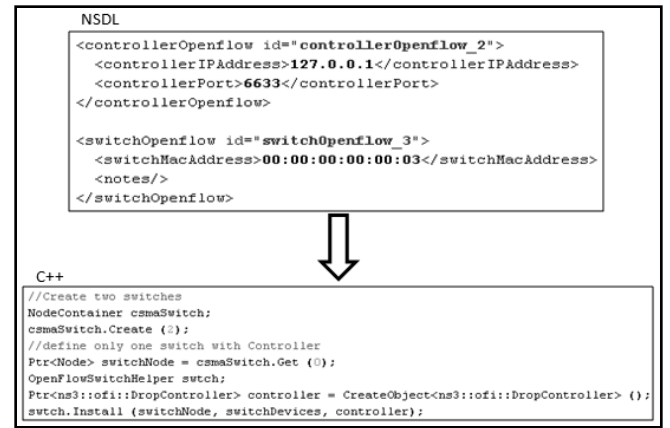 NSDL
<controllerOpenflow id="controllerOpenflow_2">
<controllerIPAddress>127.0.0.1</controllerIPAddress>
<controllerPort>6633</controllerPort>
</controllerOpenflow>
<switchOpenflow id="switchOpenflow_3">
<switchMacAddress>00:00:00:00:00:03</switchMacAddress>
<notes/>
</switchOpenflow>
C++
//Create two switches
NodeContainer csmaSwitch;
csmaSwitch.Create (2);
//define only one switch with Controller
Ptr<Node> switchNode = csmaSwitch.Get (0);
OpenFlowSwitchHelper swtch;
Ptr<ns3::ofi::DropController> controller = CreateObject<ns3::ofi::DropController> ();
swtch.Install (switchNode, switchDevices, controller);